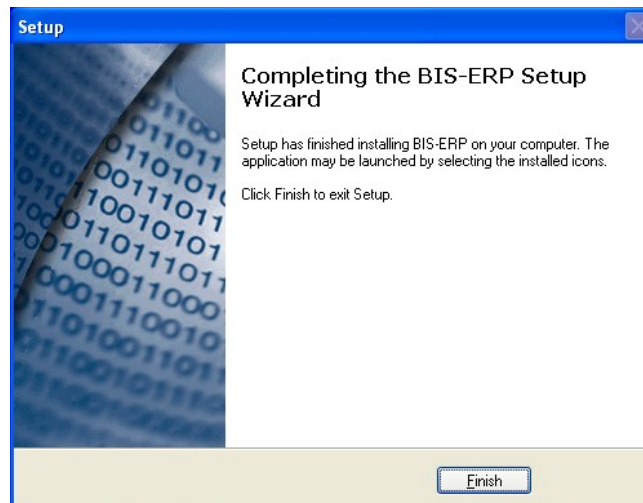 Setup
Completing the BIS-ERP Setup
Wizard
Setup has finished installing BIS-ERP on your computer. The
application may be launched by selecting the installed icons.
Click Finish to exit Setup.
Finish